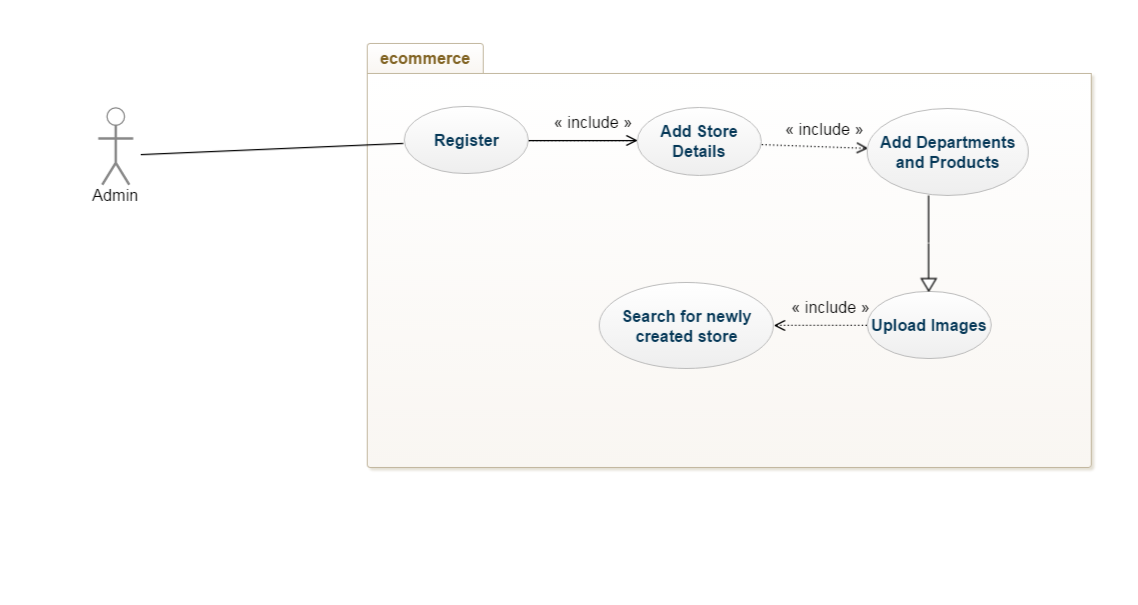 ecommerce
Register
« include »
Add Store
Details
« include »
Add Departments
and Products
Admin
Search for newly
created store
« include »
Upload Images